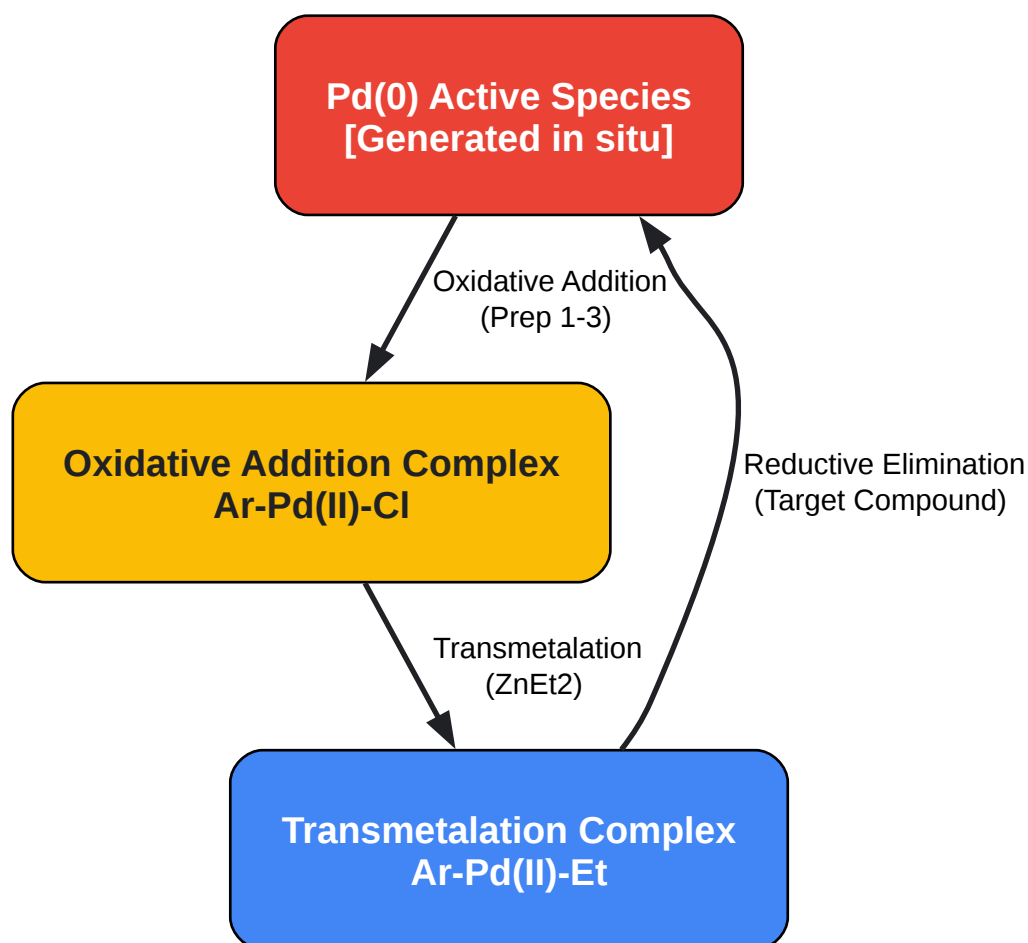 Pd(0) Active Species
[Generated in situ]
Oxidative Addition
(Prep 1-3)
Oxidative Addition Complex
Ar-Pd(II)-Cl
Reductive Elimination
(Target Compound)
Transmetalation
(ZnEt2)
Transmetalation Complex
Ar-Pd(II)-Et